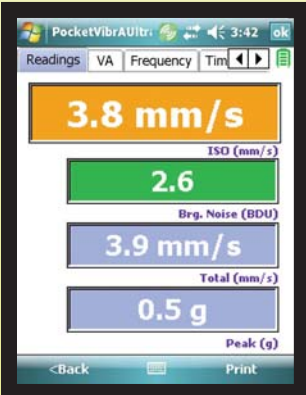 PocketVibrAUltra 3:42 ok
Readings VA Frequency Tim
3.8 mm/s
ISO (mm/s)
2.6
Brg. Noise (BDU)
3.9 mm/s
Total (mm/s)
0.5 g
Peak (g)
<Back Print